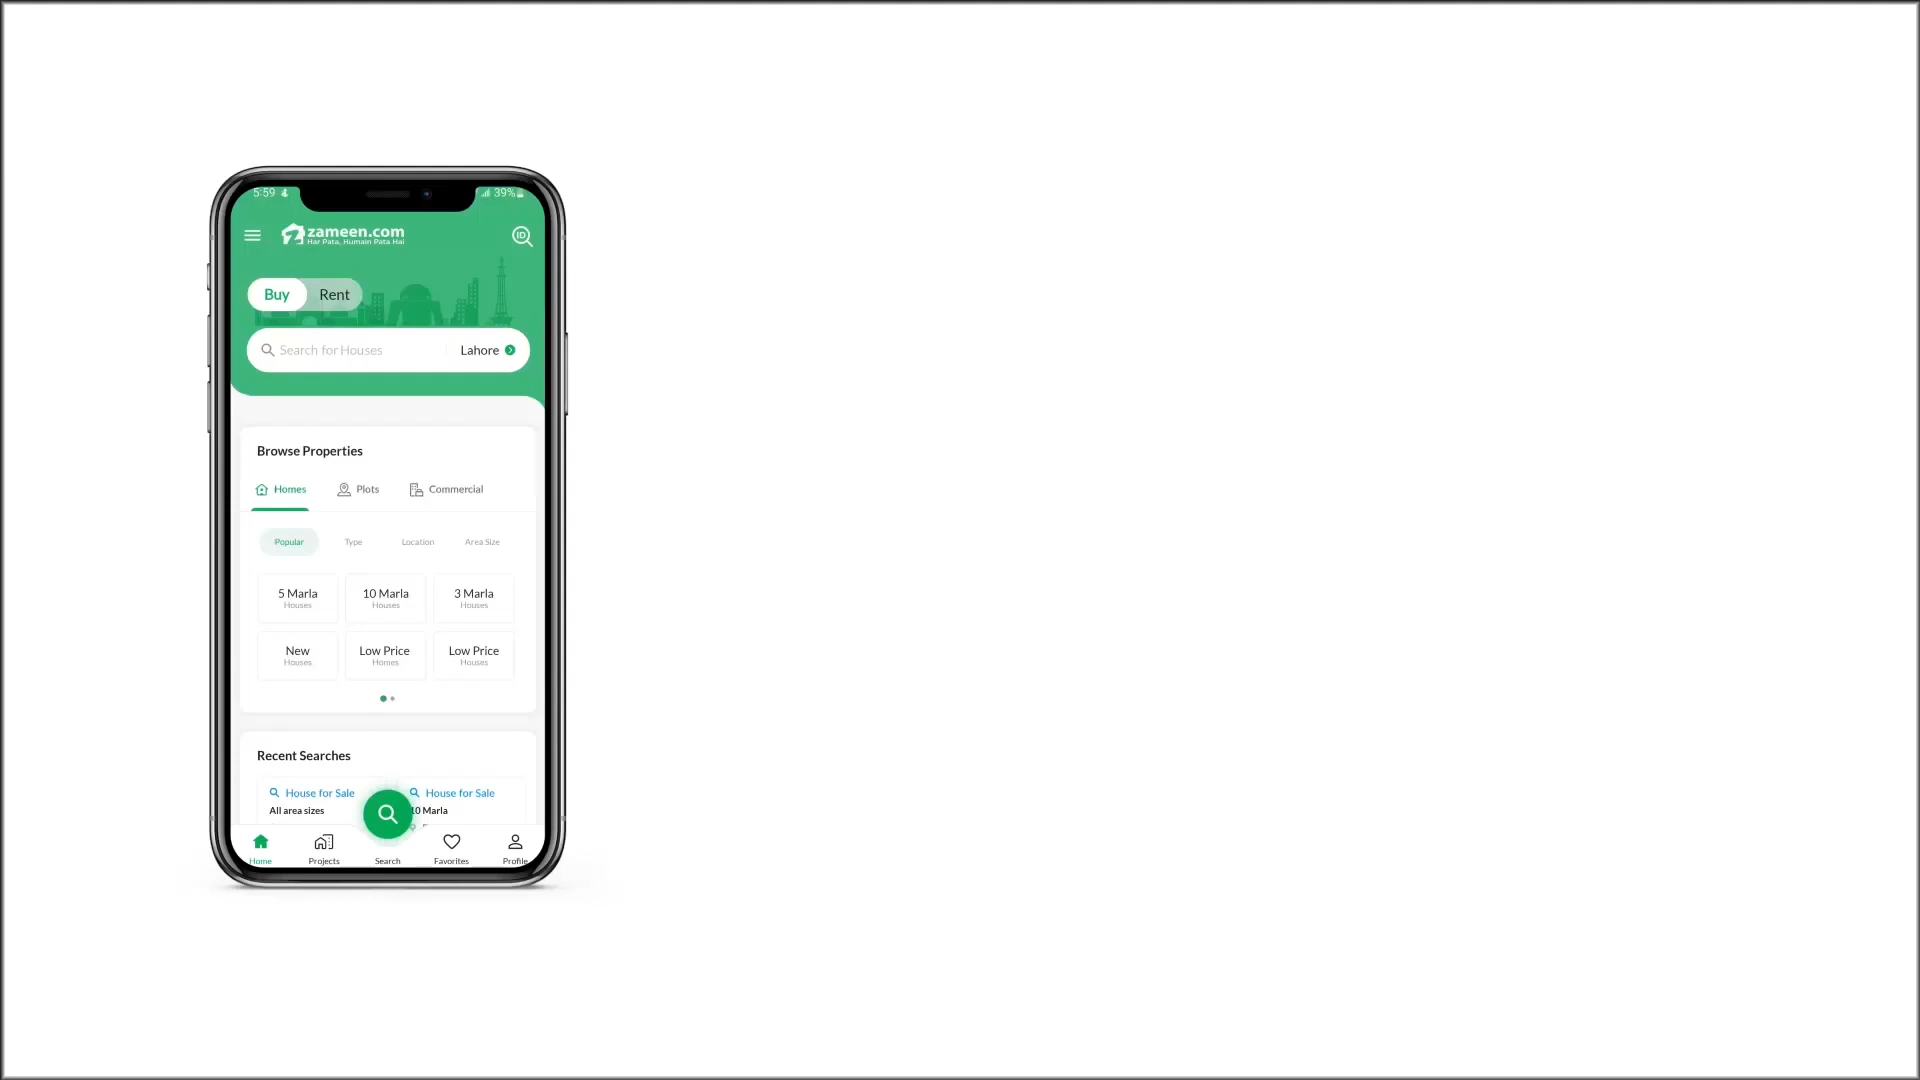 5:59
39%
zameen.com
Har Pata, Humain Pata Hai
ID
Buy Rent
Search for Houses Lahore
Browse Properties
Homes Plots Commercial
Popular Type Location Area Size
5 Marla 10 Marla 3 Marla
Houses Houses Houses
New Low Price Low Price
Houses Homes Houses
Recent Searches
House for Sale House for Sale
All area sizes 10 Marla
Home Projects Search Favorites Profile